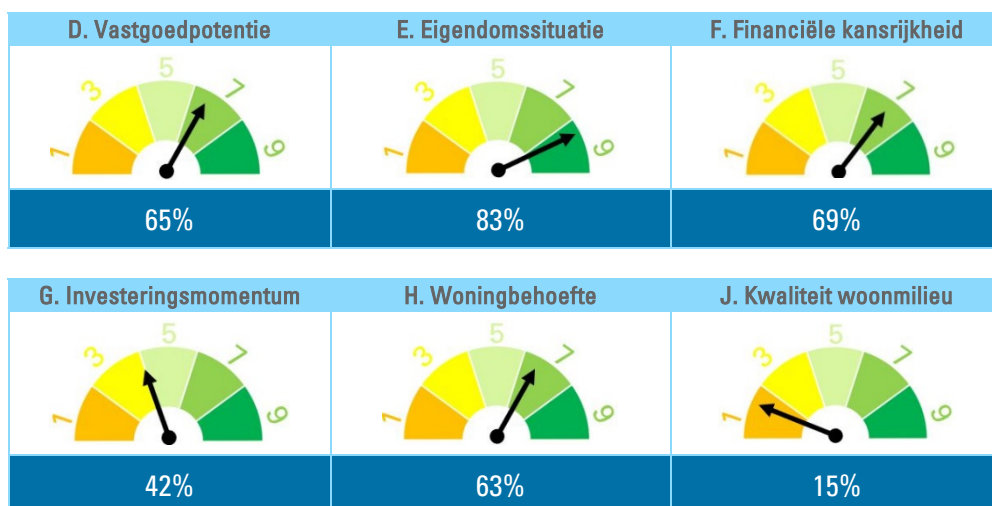 D. Vastgoedpotentie
E. Eigendomssituatie
F. Financiële kansrijkheid
1 3 5 7 9
1 3 5 7 9
1 3 5 7 9
65%
83%
69%
G. Investeringsmomentum
H. Woningbehoefte
J. Kwaliteit woonmilieu
1 3 5 7 9
1 3 5 7 9
1 3 5 7 9
42%
63%
15%